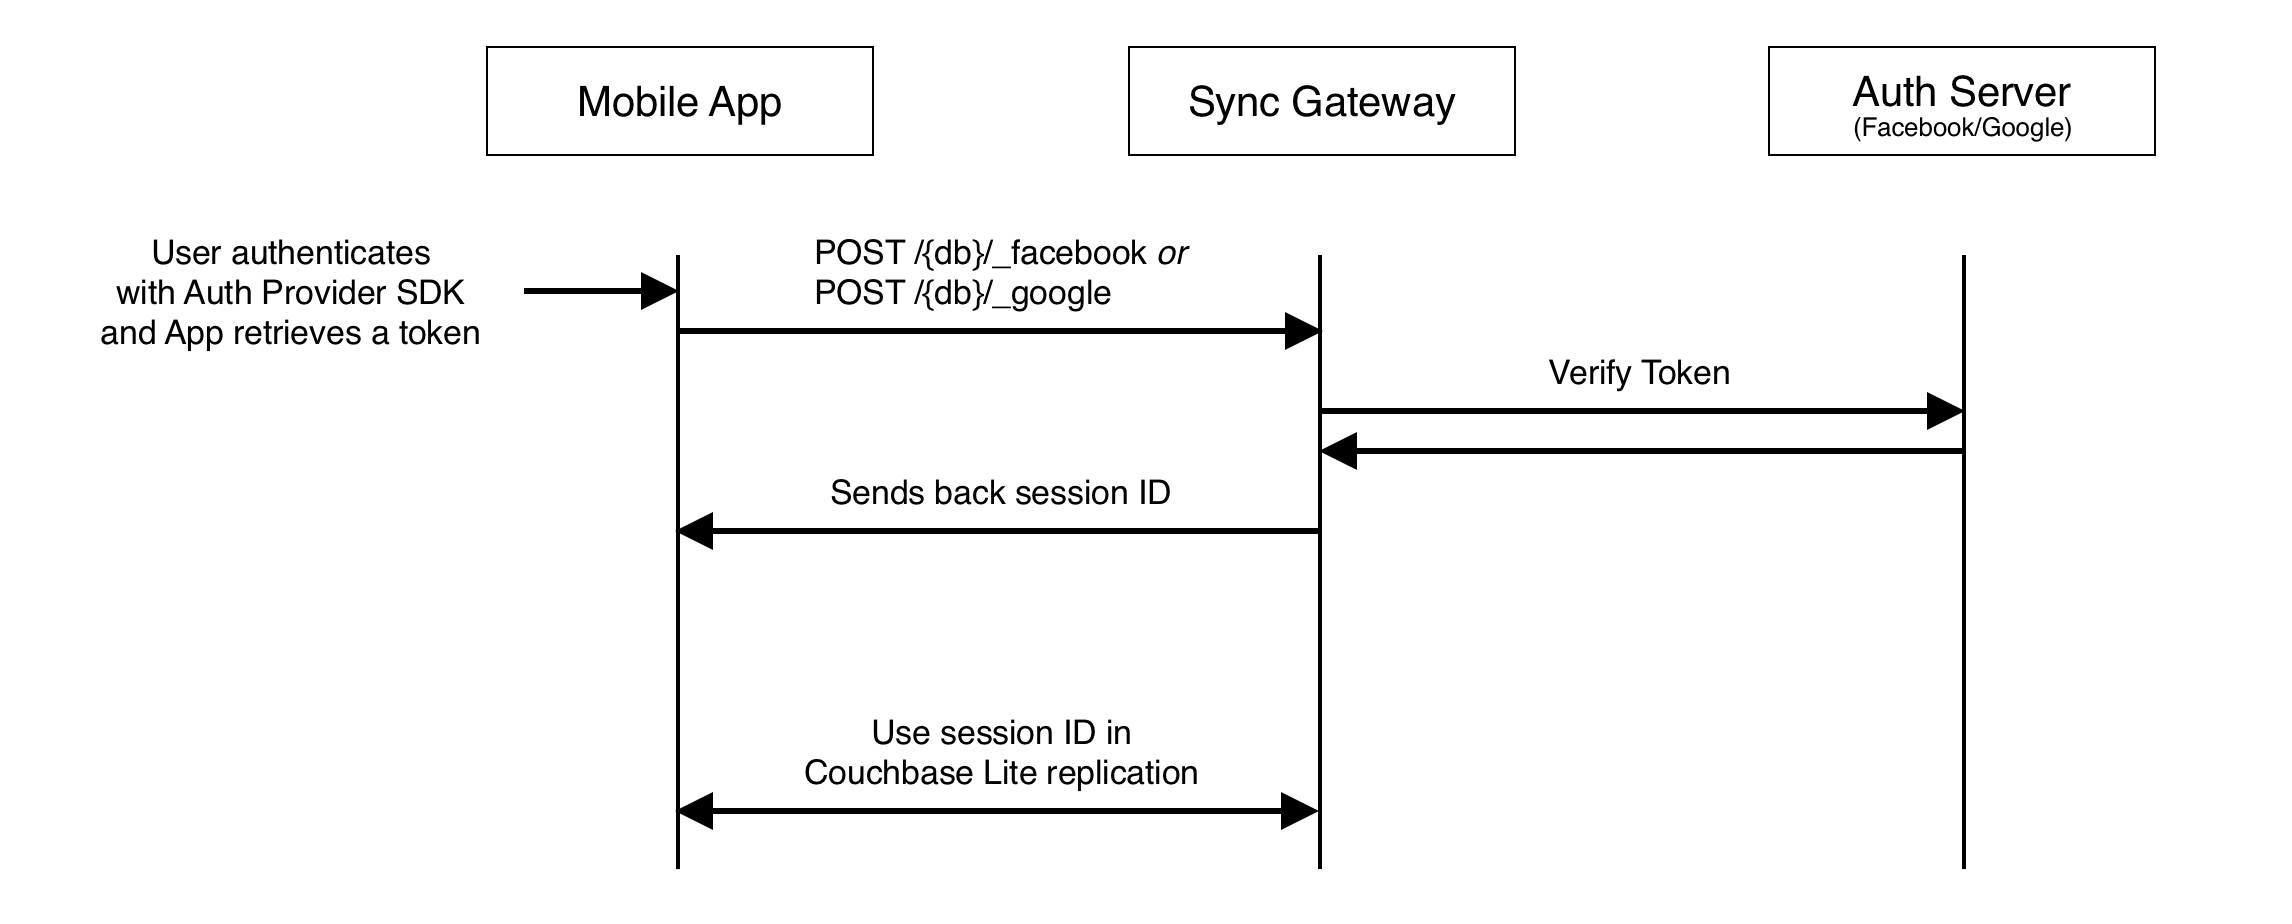 Mobile App
Sync Gateway
Auth Server
(Facebook/Google)
User authenticates
with Auth Provider SDK
and App retrieves a token
POST /{db}/_facebook or
POST /{db}/_google
Verify Token
Sends back session ID
Use session ID in
Couchbase Lite replication